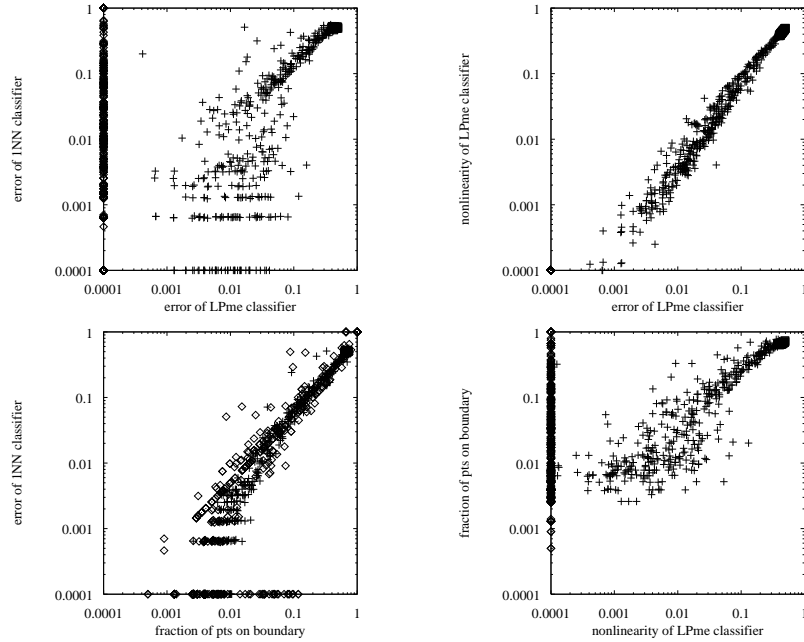 1
0.1
0.01
0.001
0.0001
0.0001 0.001 0.01 0.1 1
error of 1NN classifier
error of LPme classifier
1
0.1
0.01
0.001
0.0001
0.0001 0.001 0.01 0.1 1
nonlinearity of LPme classifier
error of LPme classifier
1
0.1
0.01
0.001
0.0001
0.0001 0.001 0.01 0.1 1
error of 1NN classifier
fraction of pts on boundary
1
0.1
0.01
0.001
0.0001
0.0001 0.001 0.01 0.1 1
fraction of pts on boundary
nonlinearity of LPme classifier